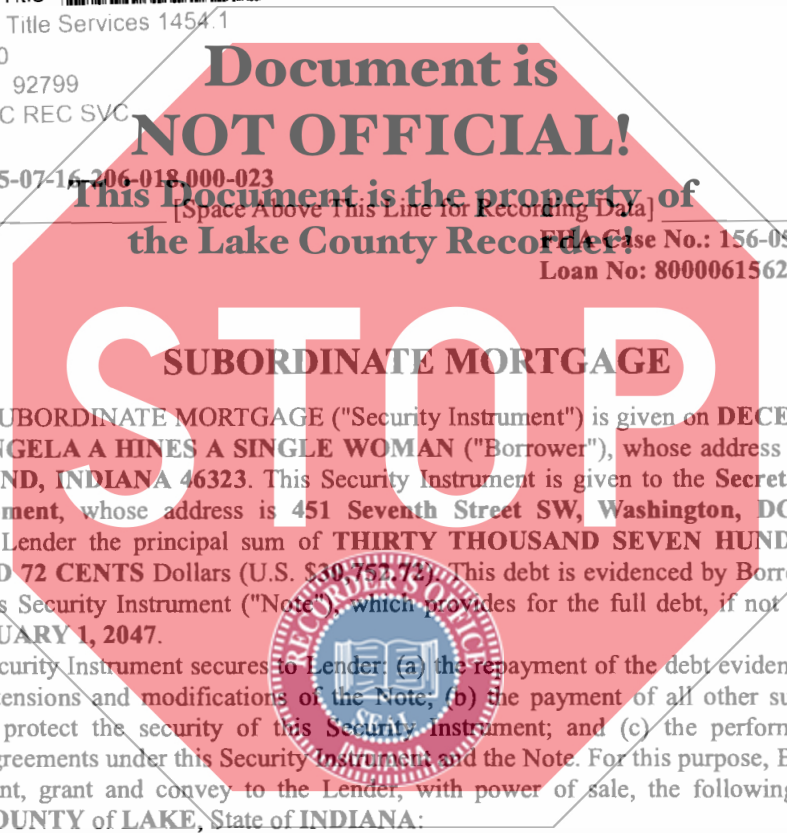 Title Services 1454.1
0
92799
C REC SVC
Document is
NOT OFFICIAL!
5-07-16-206-018.000-023
This Document is the property of
[Space Above This Line for Recording Data]
the Lake County Recorder!
FHA Case No.: 156-05
Loan No: 8000061562
STOP
SUBORDINATE MORTGAGE
UBORDINATE MORTGAGE ("Security Instrument") is given on DECE
NGELA A HINES A SINGLE WOMAN ("Borrower"), whose address
ND, INDIANA 46323. This Security Instrument is given to the Secret
ment, whose address is 451 Seventh Street SW, Washington, DC
Lender the principal sum of THIRTY THOUSAND SEVEN HUND
D 72 CENTS Dollars (U.S. $30,752.72). This debt is evidenced by Borr
s Security Instrument ("Note"), which provides for the full debt, if not
UARY 1, 2047.
curity Instrument secures to Lender: (a) the repayment of the debt eviden
tensions and modifications of the Note; (b) the payment of all other su
protect the security of this Security Instrument; and (c) the perform
greements under this Security Instrument and the Note. For this purpose, B
nt, grant and convey to the Lender, with power of sale, the following
OUNTY of LAKE, State of INDIANA:
RECORDER'S OFFICE
SEAL
INDIANA